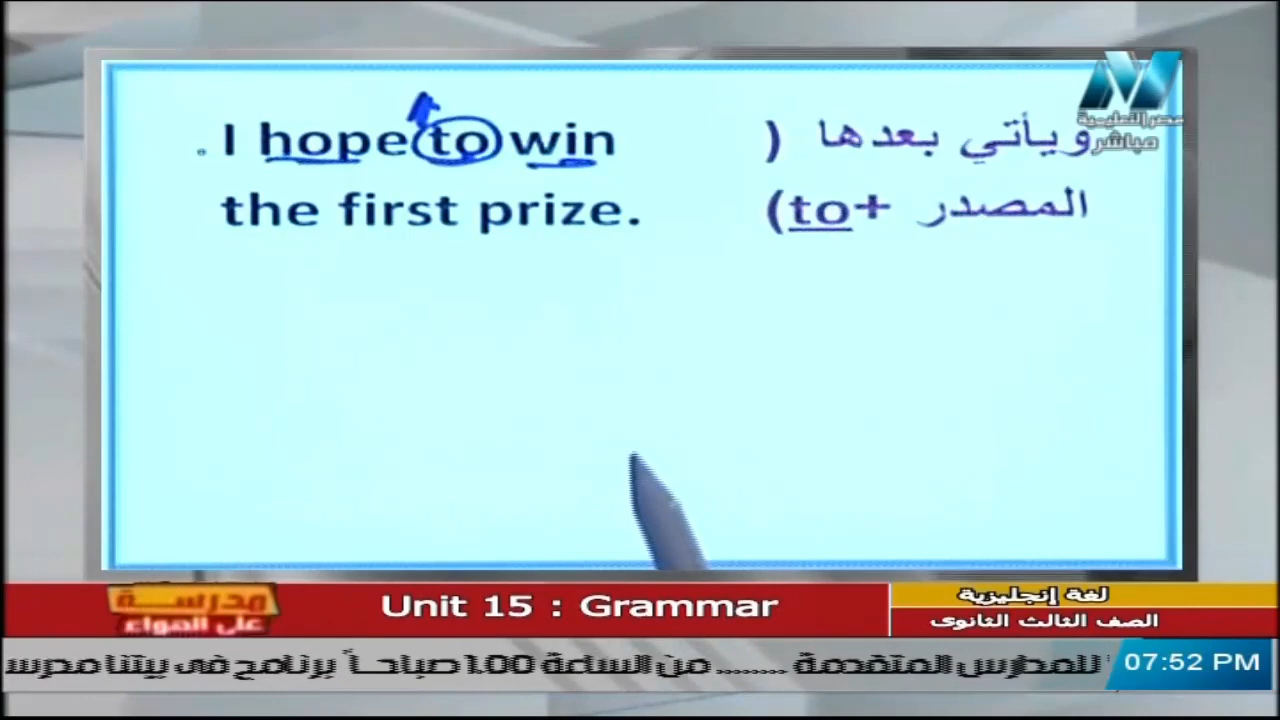 مصر التعليمية
مباشر
. I hope to win
the first prize.
ويأتي بعدها (
المصدر +to)
مدرسة
على الهواء
Unit 15 : Grammar
لغة إنجليزية
الصف الثالث الثانوى
للمدارس المتقدمة ........ من الساعة 1.00 صباحاً برنامج فى بيتنا مدرس
07:52 PM